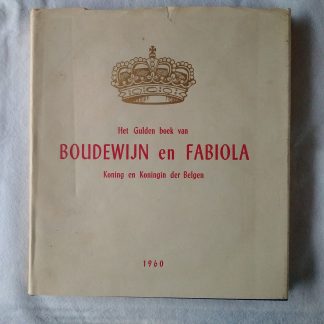 Het Gulden boek van
BOUDEWIJN en FABIOLA
Koning en Koningin der Belgen
1960